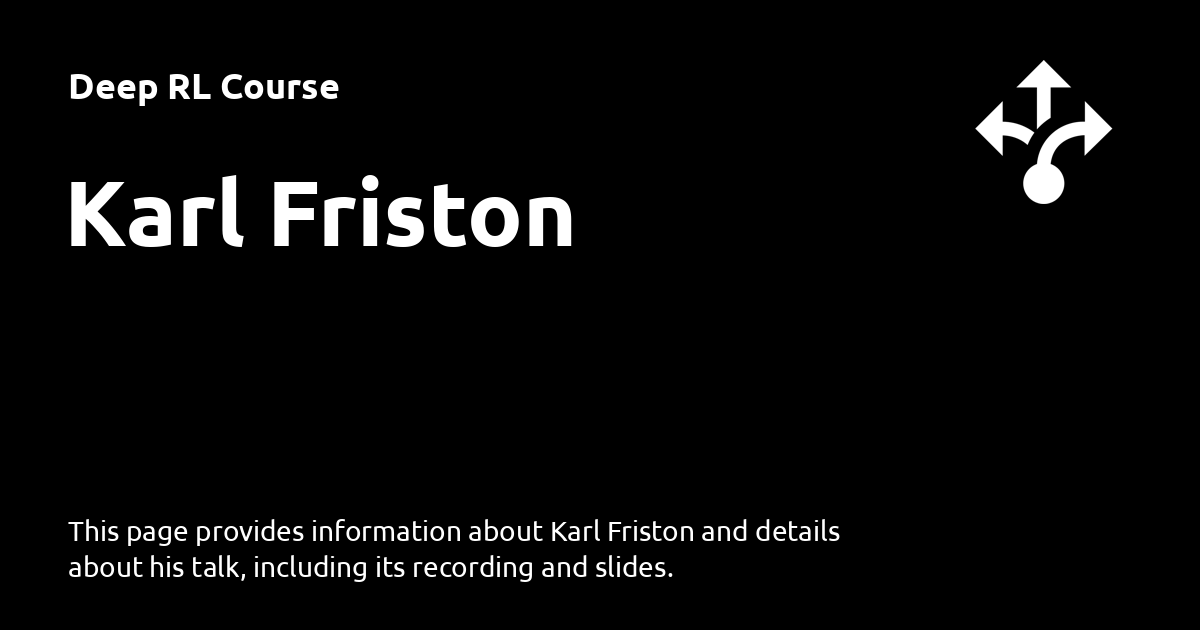 Deep RL Course
Karl Friston
This page provides information about Karl Friston and details
about his talk, including its recording and slides.